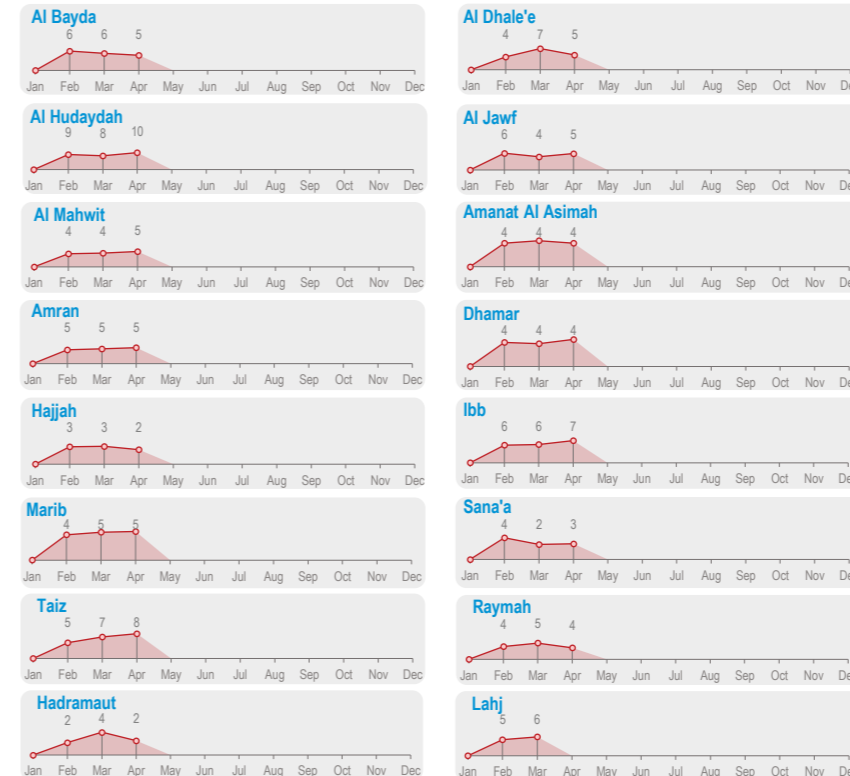 Al Bayda
6 6 5
Jan Feb Mar Apr May Jun Jul Aug Sep Oct Nov Dec
Al Dhale'e
4 7 5
Jan Feb Mar Apr May Jun Jul Aug Sep Oct Nov De
Al Hudaydah
9 8 10
Jan Feb Mar Apr May Jun Jul Aug Sep Oct Nov Dec
Al Jawf
6 4 5
Jan Feb Mar Apr May Jun Jul Aug Sep Oct Nov De
Al Mahwit
4 4 5
Jan Feb Mar Apr May Jun Jul Aug Sep Oct Nov Dec
Amanat Al Asimah
4 4 4
Jan Feb Mar Apr May Jun Jul Aug Sep Oct Nov De
Amran
5 5 5
Jan Feb Mar Apr May Jun Jul Aug Sep Oct Nov Dec
Dhamar
4 4 4
Jan Feb Mar Apr May Jun Jul Aug Sep Oct Nov De
Hajjah
3 3 2
Jan Feb Mar Apr May Jun Jul Aug Sep Oct Nov Dec
Ibb
6 6 7
Jan Feb Mar Apr May Jun Jul Aug Sep Oct Nov De
Marib
4 5 5
Jan Feb Mar Apr May Jun Jul Aug Sep Oct Nov Dec
Sana'a
4 2 3
Jan Feb Mar Apr May Jun Jul Aug Sep Oct Nov De
Taiz
5 7 8
Jan Feb Mar Apr May Jun Jul Aug Sep Oct Nov Dec
Raymah
4 5 4
Jan Feb Mar Apr May Jun Jul Aug Sep Oct Nov De
Hadramaut
2 4 2
Jan Feb Mar Apr May Jun Jul Aug Sep Oct Nov Dec
Lahj
5 6
Jan Feb Mar Apr May Jun Jul Aug Sep Oct Nov De